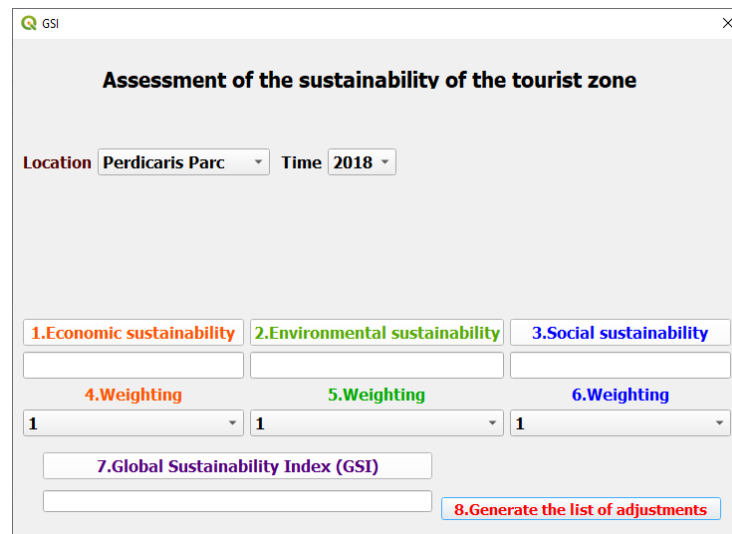 GSI
Assessment of the sustainability of the tourist zone
Location Perdicaris Parc Time 2018
1.Economic sustainability 2.Environmental sustainability 3.Social sustainability
4.Weighting 5.Weighting 6.Weighting
1 1 1
7.Global Sustainability Index (GSI)
8.Generate the list of adjustments